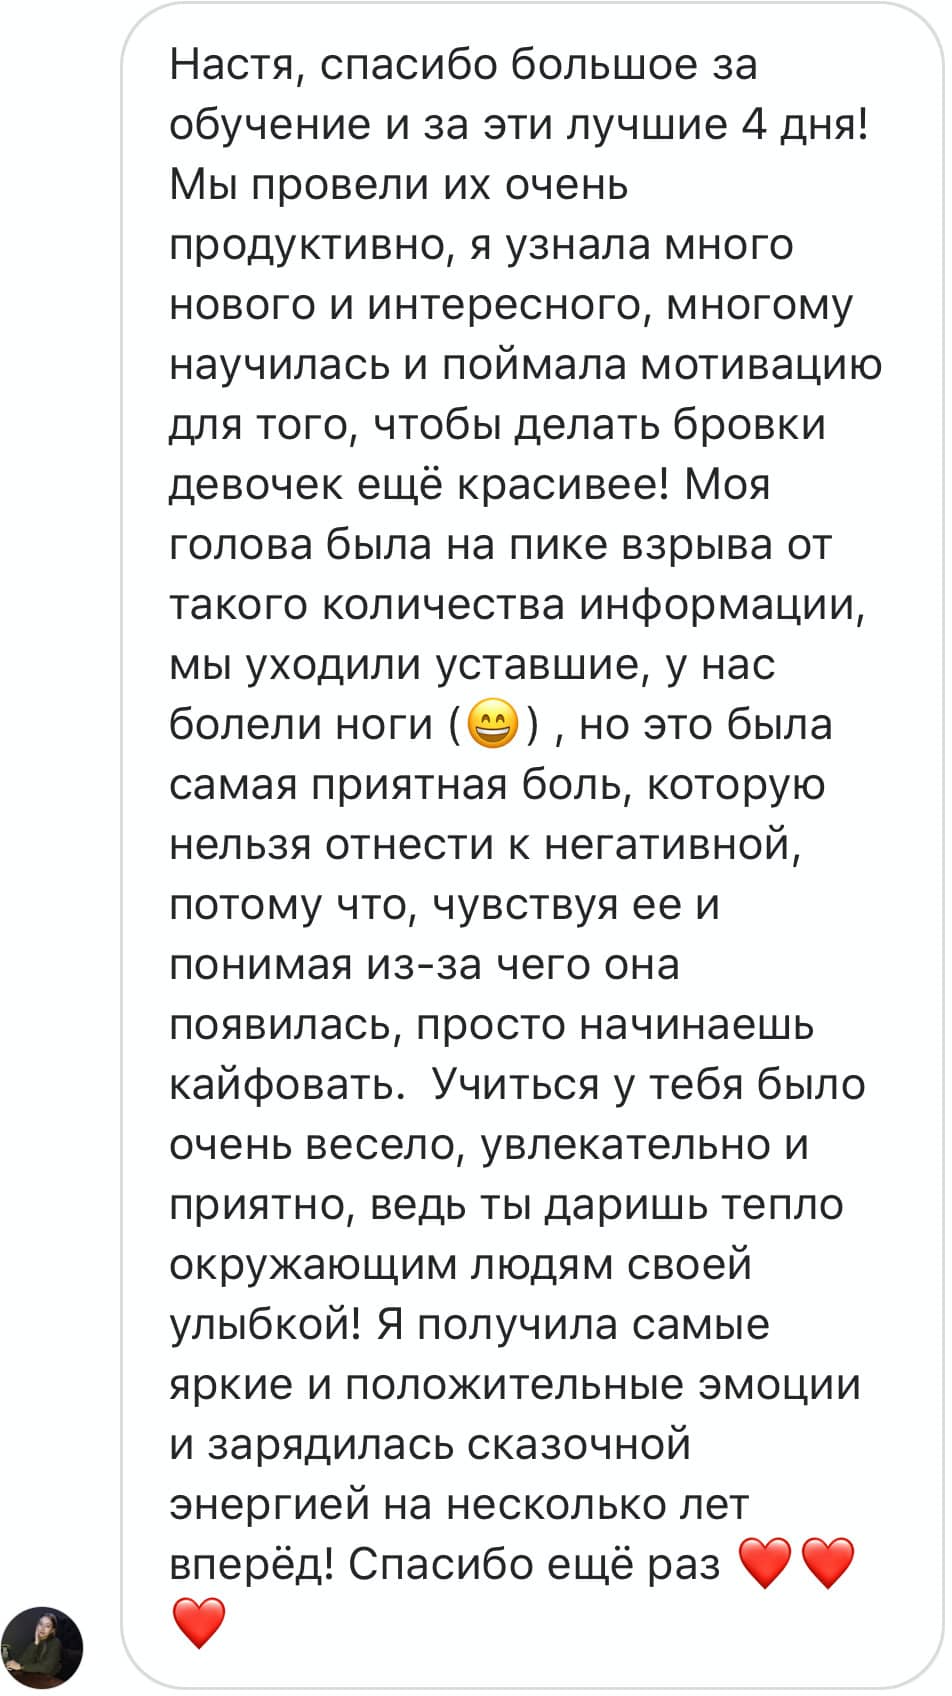 Настя, спасибо большое за
обучение и за эти лучшие 4 дня!
Мы провели их очень
продуктивно, я узнала много
нового и интересного, многому
научилась и поймала мотивацию
для того, чтобы делать бровки
девочек ещё красивее! Моя
голова была на пике взрыва от
такого количества информации,
мы уходили уставшие, у нас
болели ноги (😄) , но это была
самая приятная боль, которую
нельзя отнести к негативной,
потому что, чувствуя ее и
понимая из-за чего она
появилась, просто начинаешь
кайфовать.  Учиться у тебя было
очень весело, увлекательно и
приятно, ведь ты даришь тепло
окружающим людям своей
улыбкой! Я получила самые
яркие и положительные эмоции
и зарядилась сказочной
энергией на несколько лет
вперёд! Спасибо ещё раз ❤️❤️
❤️